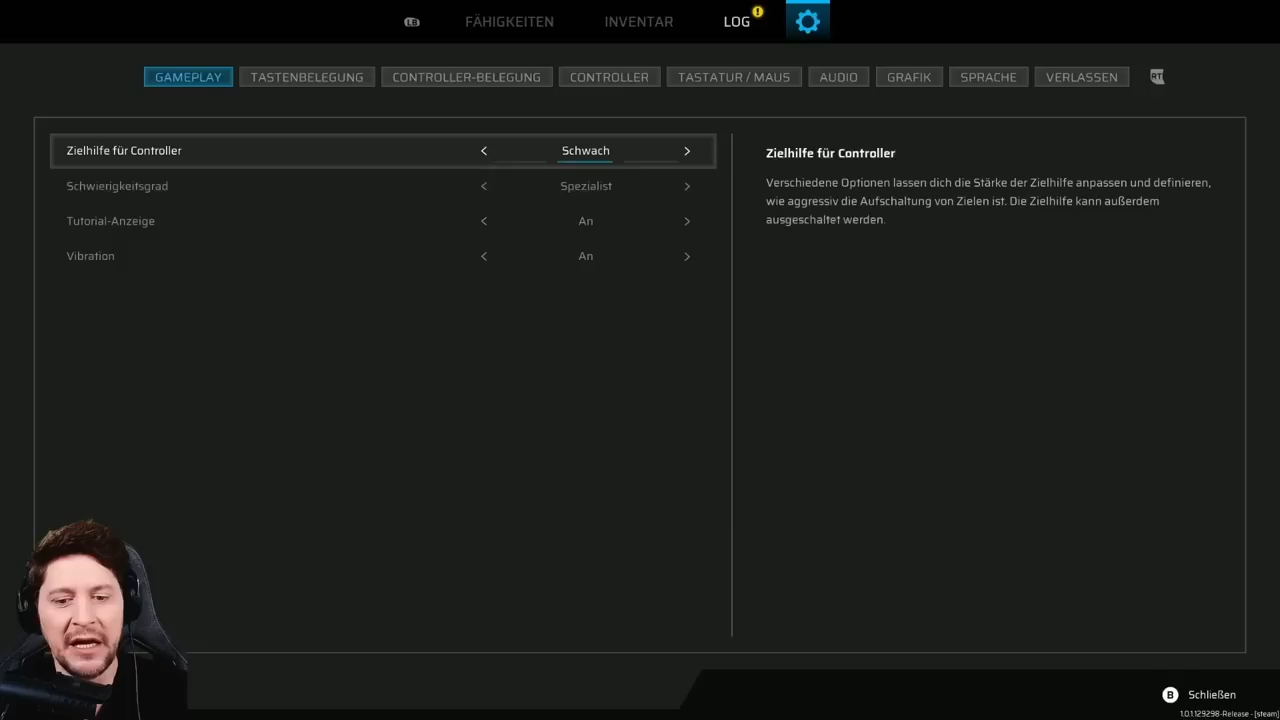 LB FÄHIGKEITEN INVENTAR LOG !
GAMEPLAY TASTENBELEGUNG CONTROLLER-BELEGUNG CONTROLLER TASTATUR / MAUS AUDIO GRAFIK SPRACHE VERLASSEN RT
Zielhilfe für Controller < Schwach >
Schwierigkeitsgrad < Spezialist >
Tutorial-Anzeige < An >
Vibration < An >
Zielhilfe für Controller
Verschiedene Optionen lassen dich die Stärke der Zielhilfe anpassen und definieren,
wie aggressiv die Aufschaltung von Zielen ist. Die Zielhilfe kann außerdem
ausgeschaltet werden.
B Schließen
1.0.1.129298-Release - [steam]